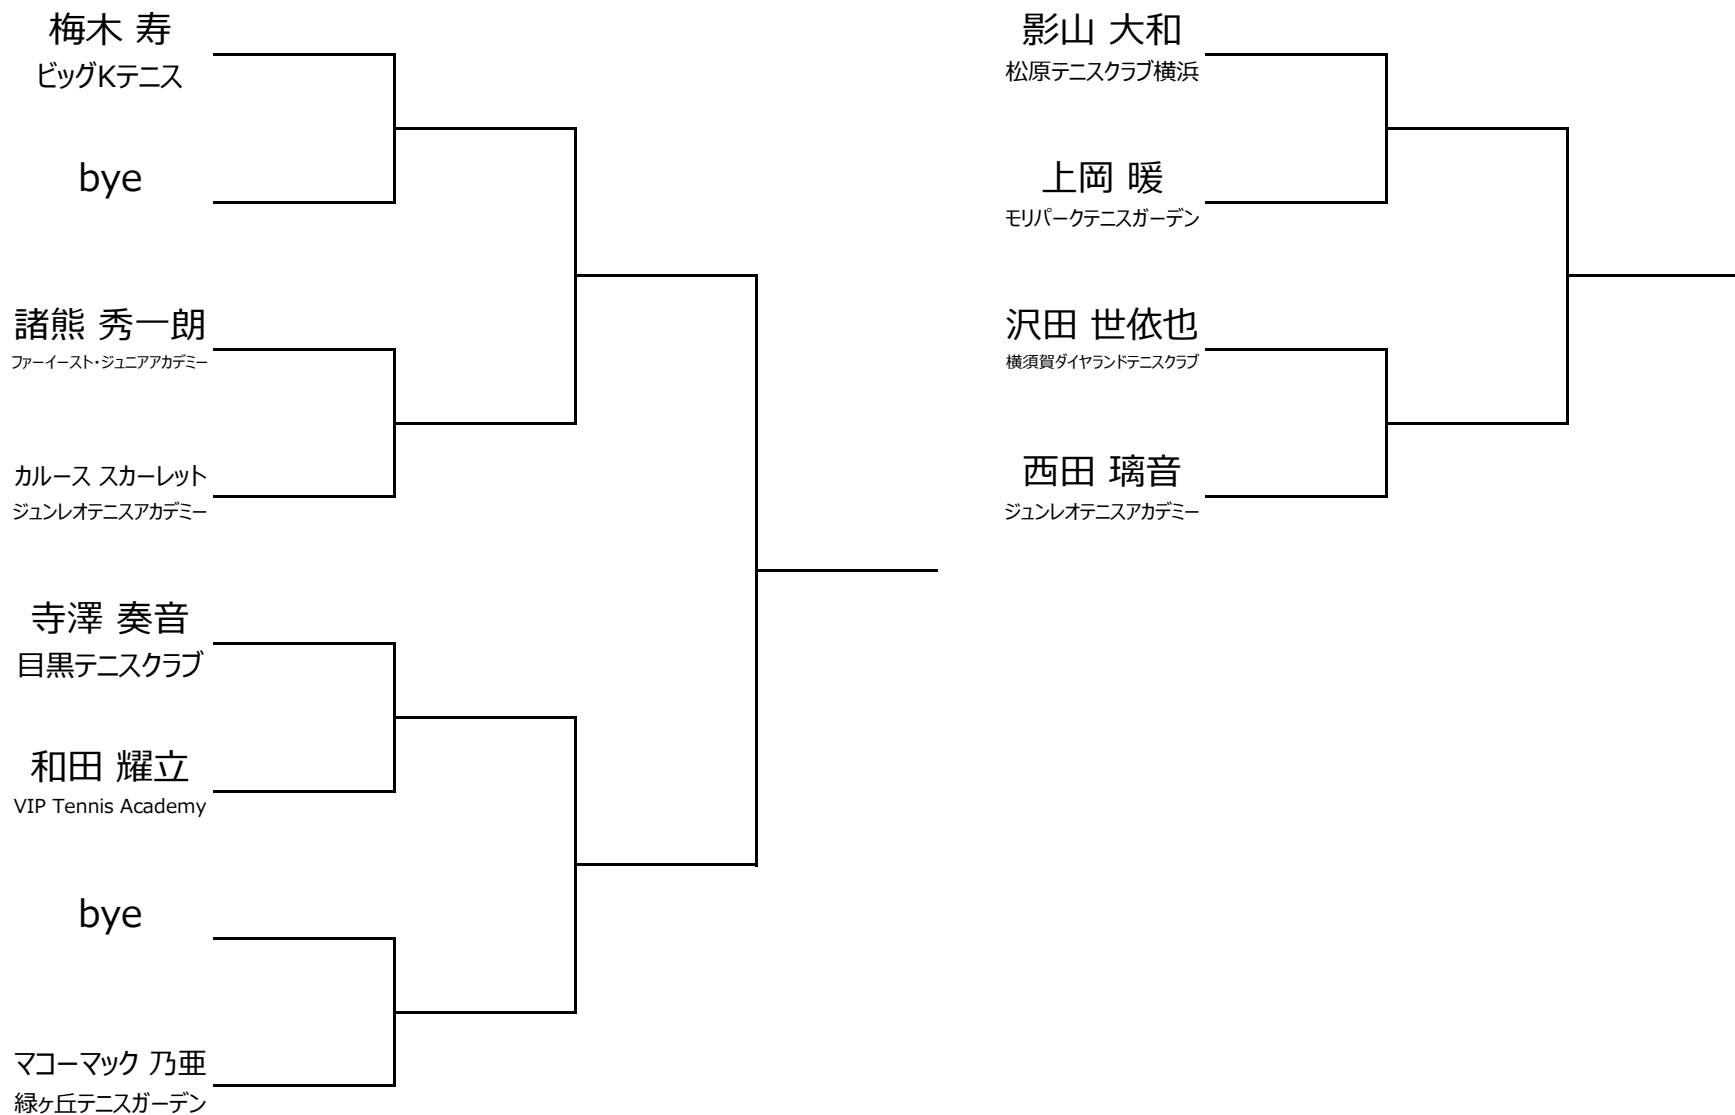 梅木 寿
ビッグKテニス
bye
諸熊 秀一朗
ファーイースト・ジュニアアカデミー
カルース スカーレット
ジュンレオテニスアカデミー
寺澤 奏音
目黒テニスクラブ
和田 耀立
VIP Tennis Academy
bye
マコーマック 乃亜
緑ヶ丘テニスガーデン
影山 大和
松原テニスクラブ横浜
上岡 暖
モリパークテニスガーデン
沢田 世依也
横須賀ダイヤランドテニスクラブ
西田 璃音
ジュンレオテニスアカデミー